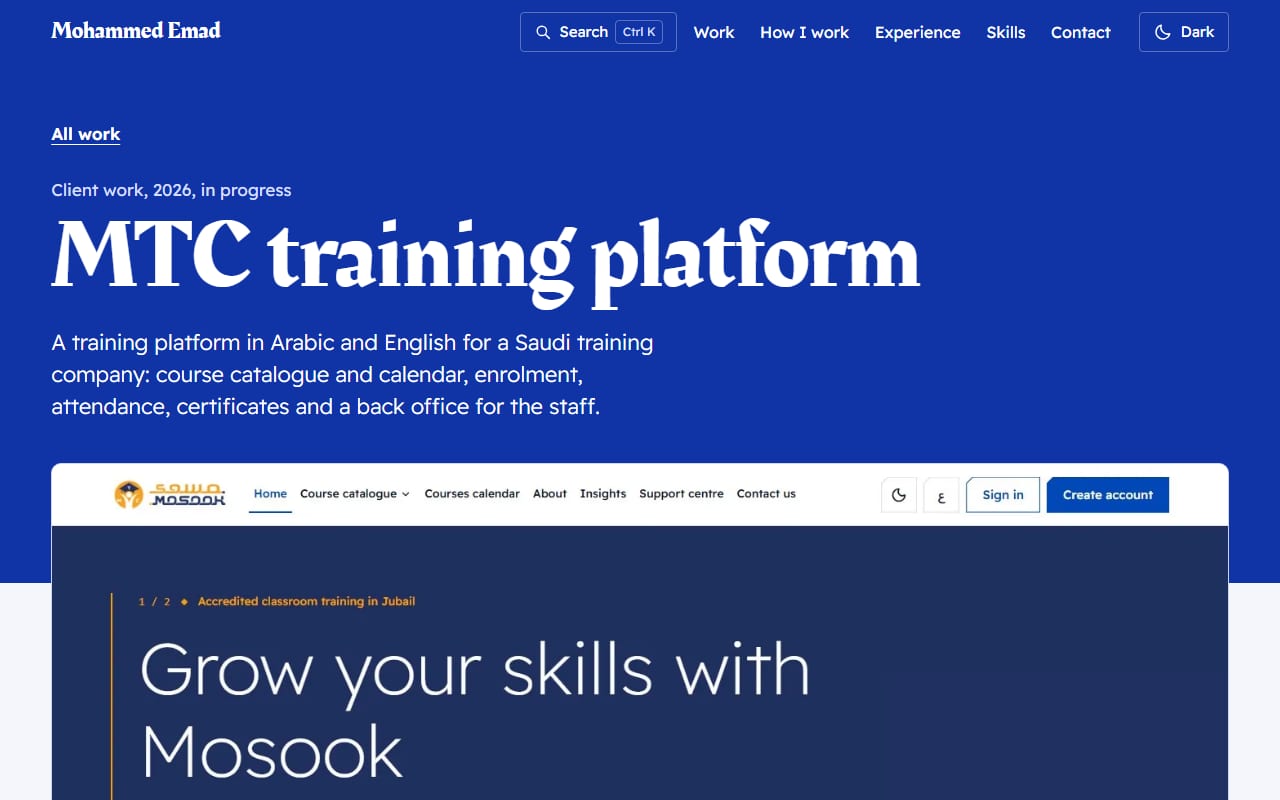 Mohammed Emad
Search Ctrl K Work How I work Experience Skills Contact Dark
All work
Client work, 2026, in progress
MTC training platform
A training platform in Arabic and English for a Saudi training
company: course catalogue and calendar, enrolment,
attendance, certificates and a back office for the staff.
مسوق
MOSOOK
Home Course catalogue Courses calendar About Insights Support centre Contact us ع Sign in Create account
1 / 2 ◆ Accredited classroom training in Jubail
Grow your skills with
Mosook